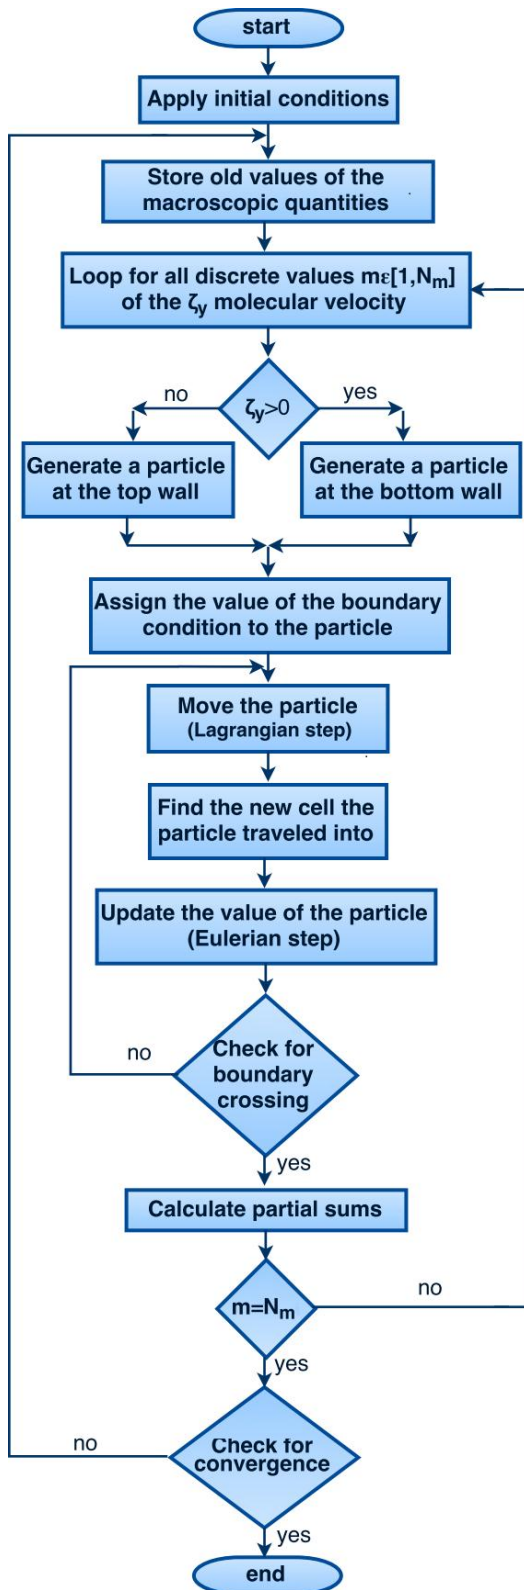 start
Apply initial conditions
Store old values of the
macroscopic quantities
Loop for all discrete values mε[1,Nm]
of the ζy molecular velocity
no
ζy>0
yes
Generate a particle
at the top wall
Generate a particle
at the bottom wall
Assign the value of the boundary
condition to the particle
Move the particle
(Lagrangian step)
Find the new cell the
particle traveled into
Update the value of the particle
(Eulerian step)
no
Check for
boundary
crossing
yes
Calculate partial sums
m=Nm
no
yes
no
Check for
convergence
yes
end